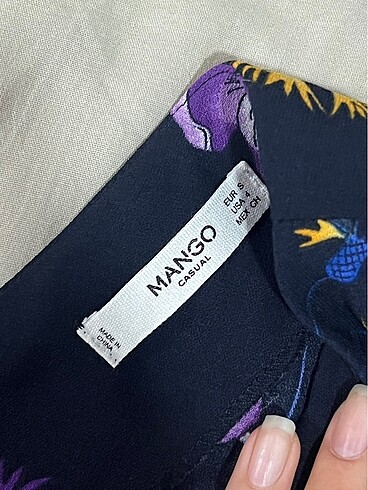 EUR S
USA 4
MEX CH
MANGO
CASUAL
MADE IN
CHINA